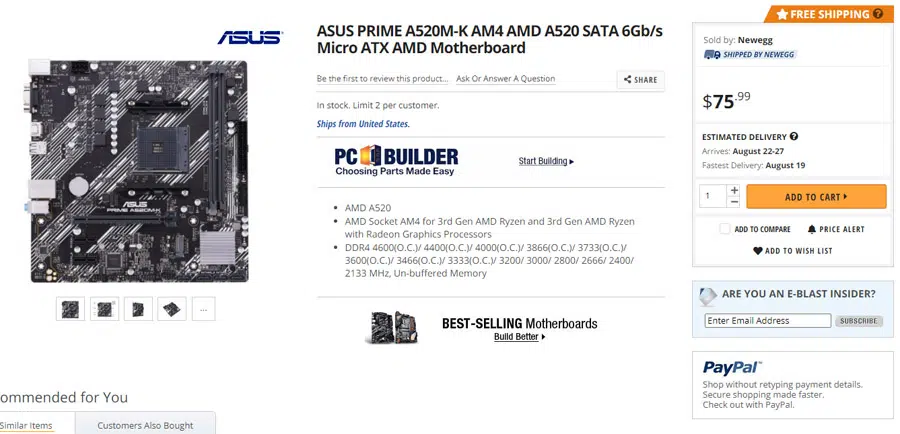 FREE SHIPPING ?
ASUS
ASUS PRIME A520M-K AM4 AMD A520 SATA 6Gb/s
Micro ATX AMD Motherboard
Be the first to review this product...
Ask Or Answer A Question
SHARE
In stock. Limit 2 per customer.
Ships from United States.
PC BUILDER
Choosing Parts Made Easy
Start Building
• AMD A520
• AMD Socket AM4 for 3rd Gen AMD Ryzen and 3rd Gen AMD Ryzen
with Radeon Graphics Processors
• DDR4 4600(O.C.)/ 4400(O.C.)/ 4000(O.C.)/ 3866(O.C.)/ 3733(O.C.)/
3600(O.C.)/ 3466(O.C.)/ 3333(O.C.)/ 3200/ 3000/ 2800/ 2666/ 2400/
2133 MHz, Un-buffered Memory
BEST-SELLING Motherboards
Build Better
ASUS
PRIME A520M-K
...
ommended for You
Similar Items
Customers Also Bought
Sold by: Newegg
SHIPPED BY NEWEGG
$75.99
ESTIMATED DELIVERY ?
Arrives: August 22-27
Fastest Delivery: August 19
1 + −
ADD TO CART
ADD TO COMPARE
PRICE ALERT
ADD TO WISH LIST
ARE YOU AN E-BLAST INSIDER?
Enter Email Address
SUBSCRIBE
PayPal™
Shop without retyping payment details.
Secure shopping made faster.
Check out with PayPal.